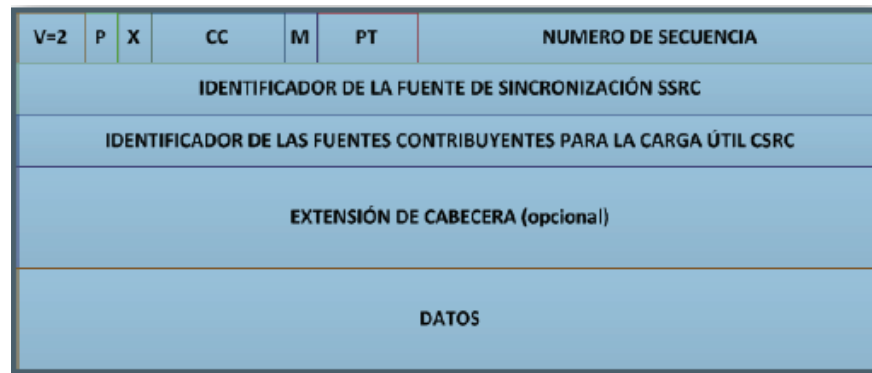 V=2 P X CC M PT NUMERO DE SECUENCIA
IDENTIFICADOR DE LA FUENTE DE SINCRONIZACIÓN SSRC
IDENTIFICADOR DE LAS FUENTES CONTRIBUYENTES PARA LA CARGA ÚTIL CSRC
EXTENSIÓN DE CABECERA (opcional)
DATOS